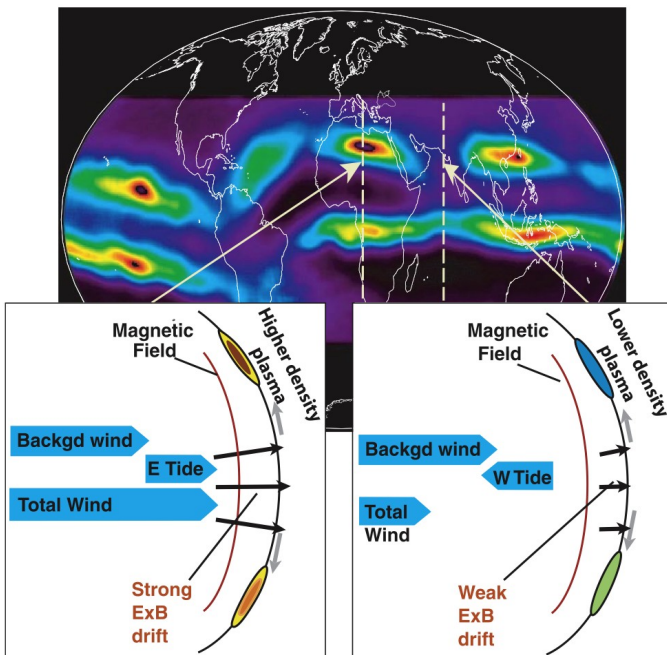 Magnetic
Field
Higher density
plasma
Backgd wind
E Tide
Total Wind
Strong
ExB
drift
Magnetic
Field
Lower density
plasma
Backgd wind
W Tide
Total
Wind
Weak
ExB
drift